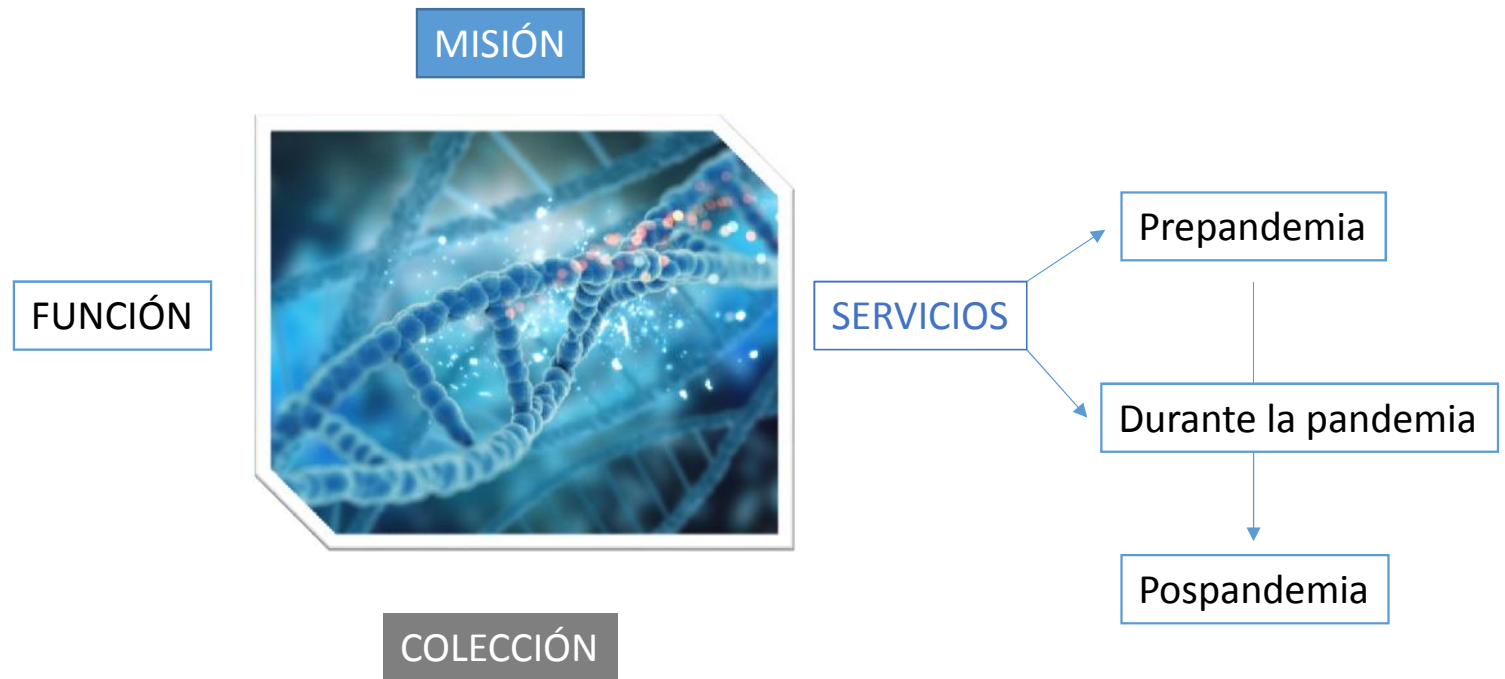 MISIÓN
FUNCIÓN
SERVICIOS
Prepandemia
Durante la pandemia
Pospandemia
COLECCIÓN